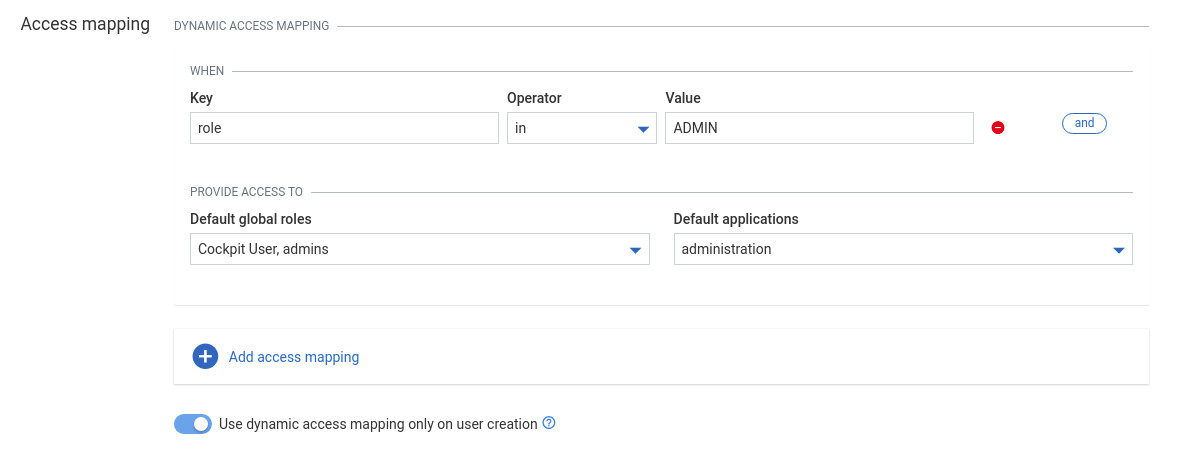 Access mapping
DYNAMIC ACCESS MAPPING
WHEN
Key Operator Value
role in ADMIN and
PROVIDE ACCESS TO
Default global roles Default applications
Cockpit User, admins administration
Add access mapping
Use dynamic access mapping only on user creation ?